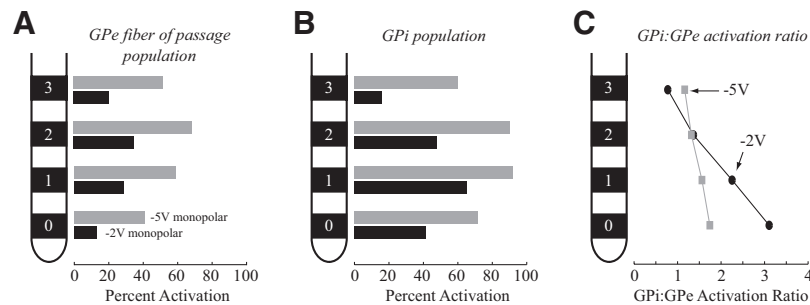 A
GPe fiber of passage
population
3
2
1
0
-5V monopolar
-2V monopolar
0 20 40 60 80 100
Percent Activation
B
GPi population
3
2
1
0
0 20 40 60 80 100
Percent Activation
C
GPi:GPe activation ratio
3
-5V
2
-2V
1
0
0 1 2 3 4
GPi:GPe Activation Ratio